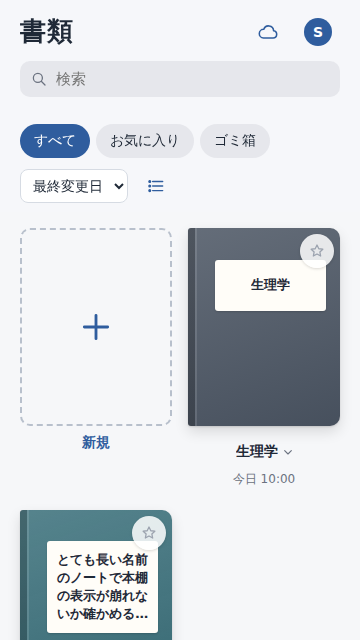 書類
S
検索
すべて
お気に入り
ゴミ箱
最終変更日
生理学
新規
生理学
今日 10:00
とても長い名前
のノートで本棚
の表示が崩れな
いか確かめる…